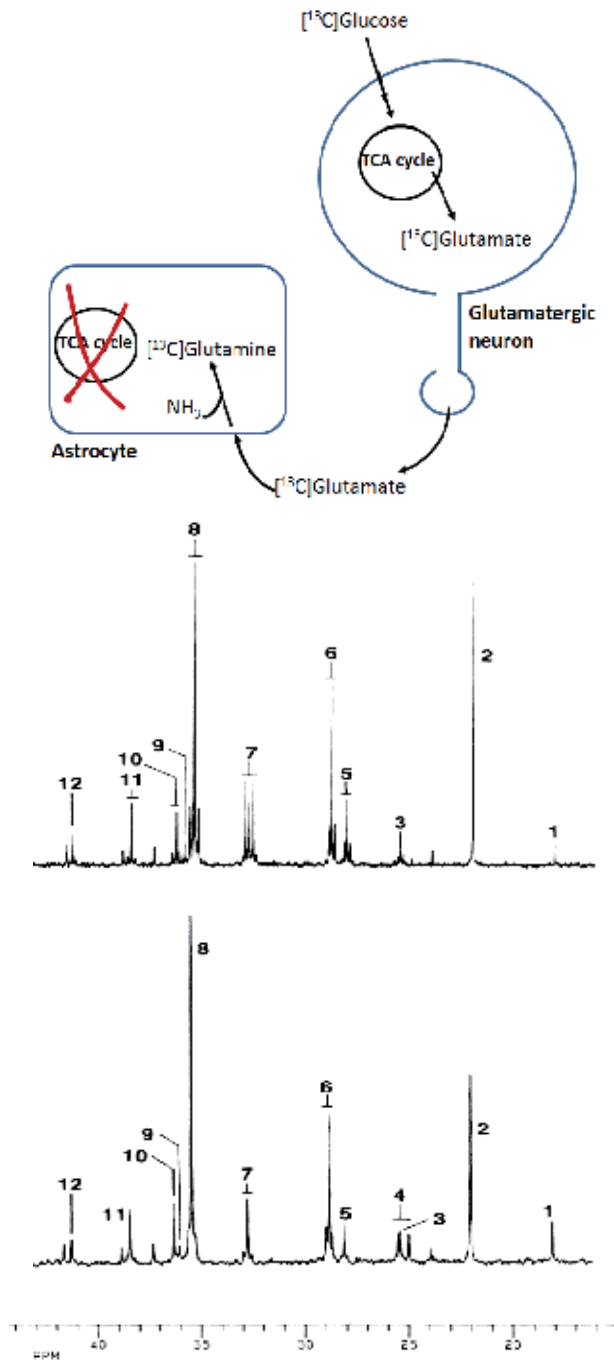 [¹³C]Glucose
TCA cycle
[¹³C]Glutamate
Glutamatergic
neuron
TCA cycle
[¹³C]Glutamine
NH₃
Astrocyte
[¹³C]Glutamate
8
6
2
9
7
10
11
5
12
3
1
8
6
9
2
10
7
12
4
11
5
3
1
40 35 30 25 20
PPM